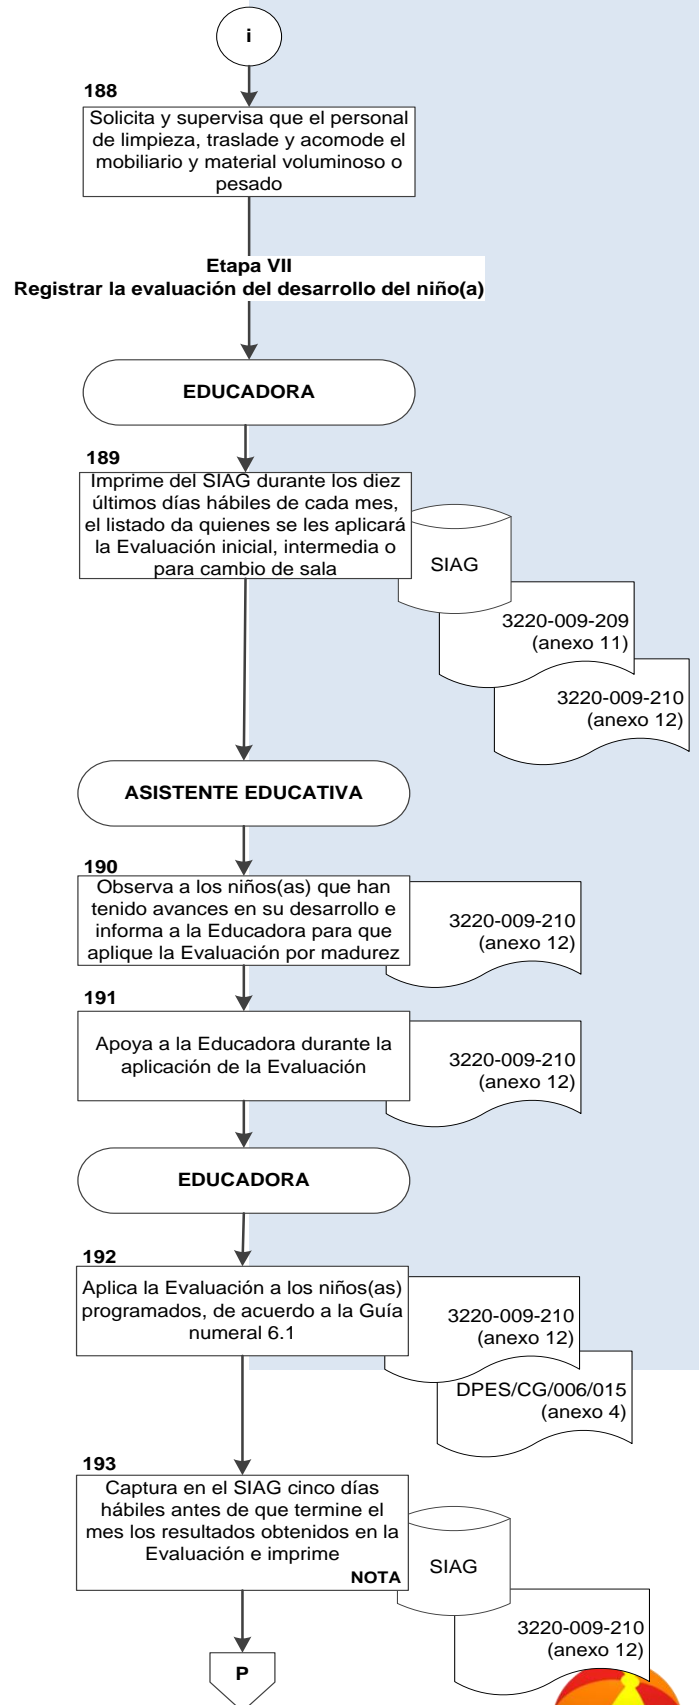 i
188
Solicita y supervisa que el personal
de limpieza, traslade y acomode el
mobiliario y material voluminoso o
pesado
Etapa VII
Registrar la evaluación del desarrollo del niño(a)
EDUCADORA
189
Imprime del SIAG durante los diez
últimos días hábiles de cada mes,
el listado da quienes se les aplicará
la Evaluación inicial, intermedia o
para cambio de sala
SIAG
3220-009-209
(anexo 11)
3220-009-210
(anexo 12)
ASISTENTE EDUCATIVA
190
Observa a los niños(as) que han
tenido avances en su desarrollo e
informa a la Educadora para que
aplique la Evaluación por madurez
3220-009-210
(anexo 12)
191
Apoya a la Educadora durante la
aplicación de la Evaluación
3220-009-210
(anexo 12)
EDUCADORA
192
Aplica la Evaluación a los niños(as)
programados, de acuerdo a la Guía
numeral 6.1
3220-009-210
(anexo 12)
DPES/CG/006/015
(anexo 4)
193
Captura en el SIAG cinco días
hábiles antes de que termine el
mes los resultados obtenidos en la
Evaluación e imprime
NOTA
SIAG
3220-009-210
(anexo 12)
P